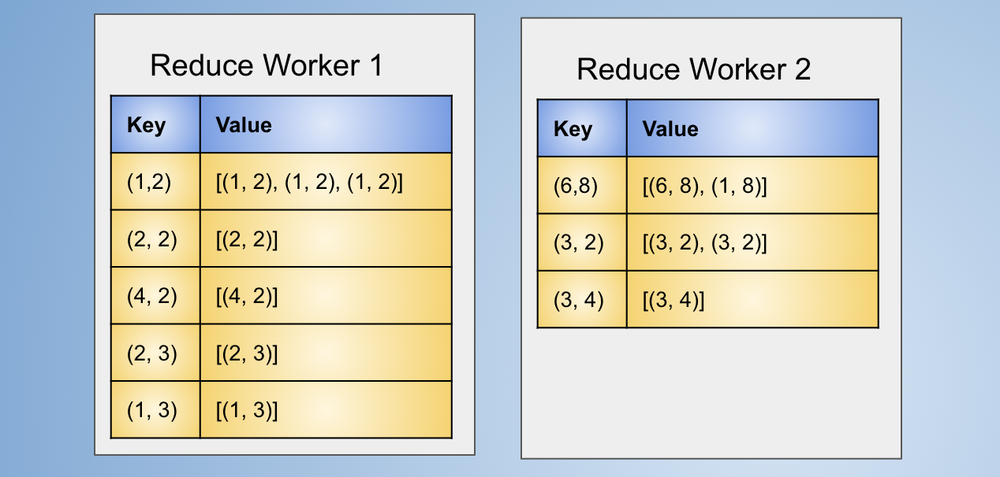 Reduce Worker 1
Key Value
(1,2) [(1, 2), (1, 2), (1, 2)]
(2, 2) [(2, 2)]
(4, 2) [(4, 2)]
(2, 3) [(2, 3)]
(1, 3) [(1, 3)]
Reduce Worker 2
Key Value
(6,8) [(6, 8), (1, 8)]
(3, 2) [(3, 2), (3, 2)]
(3, 4) [(3, 4)]